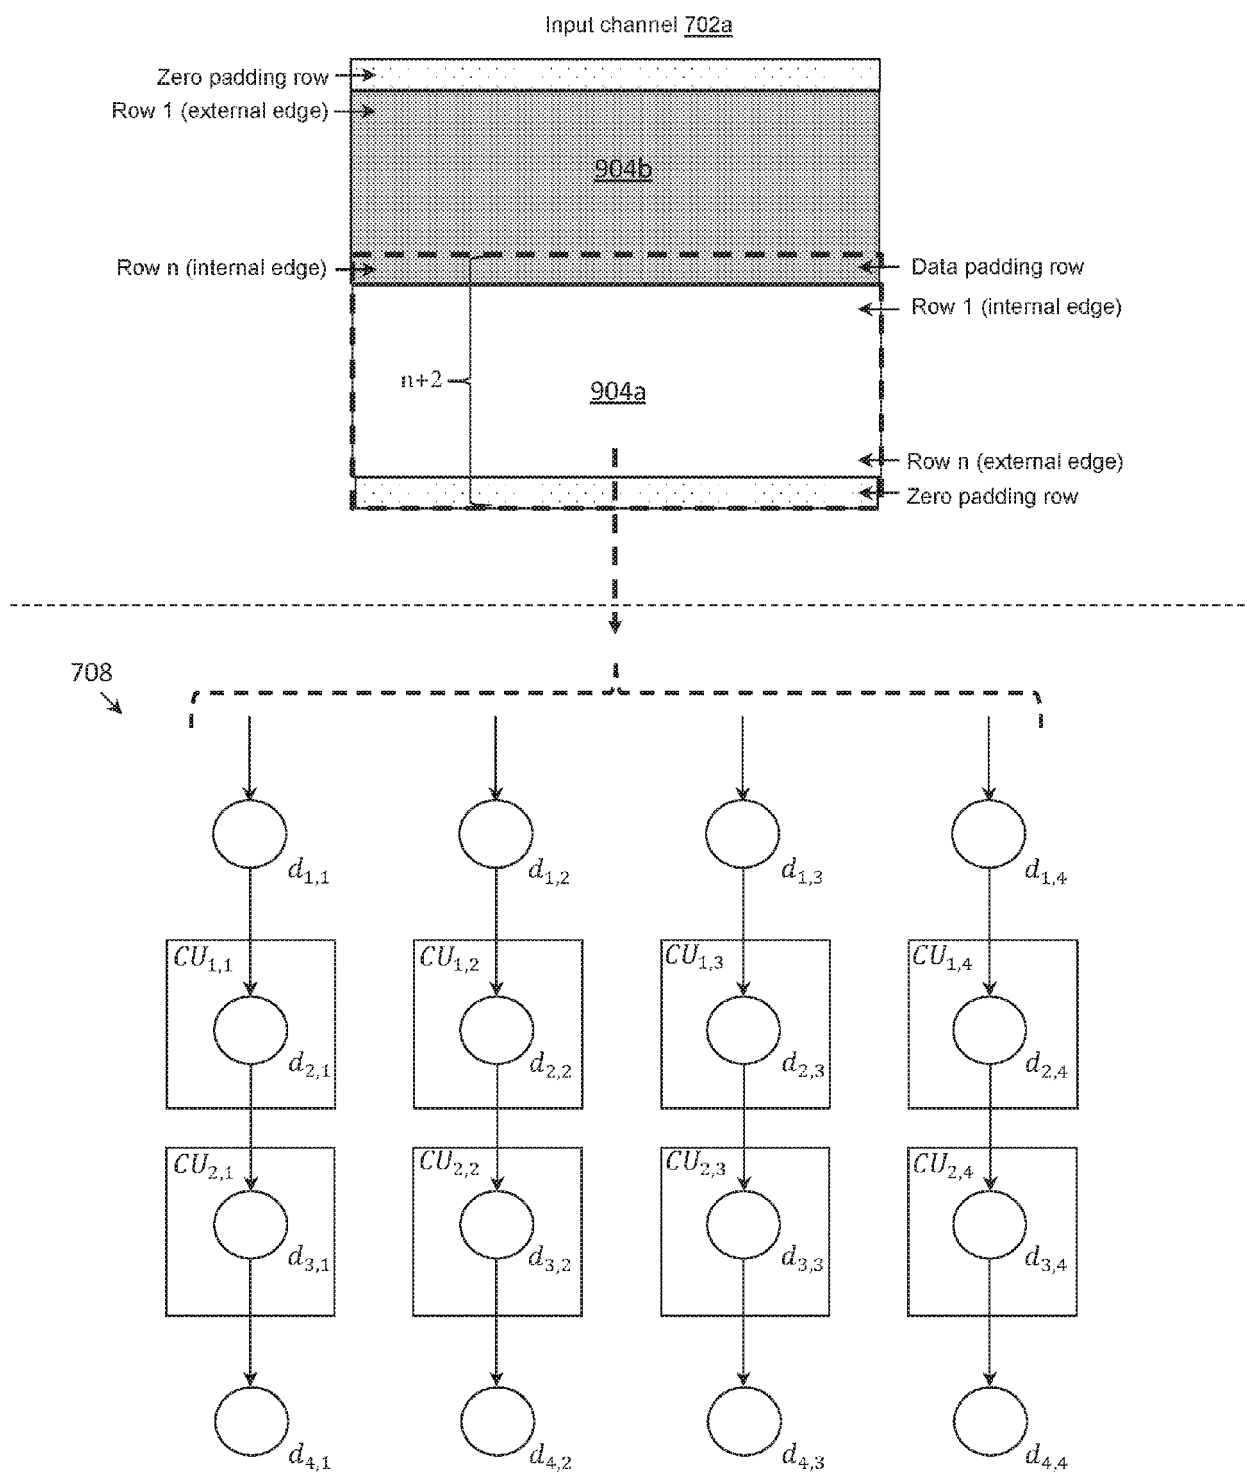 Input channel 702a
Zero padding row
Row 1 (external edge)
904b
Row n (internal edge)
Data padding row
Row 1 (internal edge)
n+2
904a
Row n (external edge)
Zero padding row
708
d1,1 d1,2 d1,3 d1,4
CU1,1 CU1,2 CU1,3 CU1,4
d2,1 d2,2 d2,3 d2,4
CU2,1 CU2,2 CU2,3 CU2,4
d3,1 d3,2 d3,3 d3,4
d4,1 d4,2 d4,3 d4,4